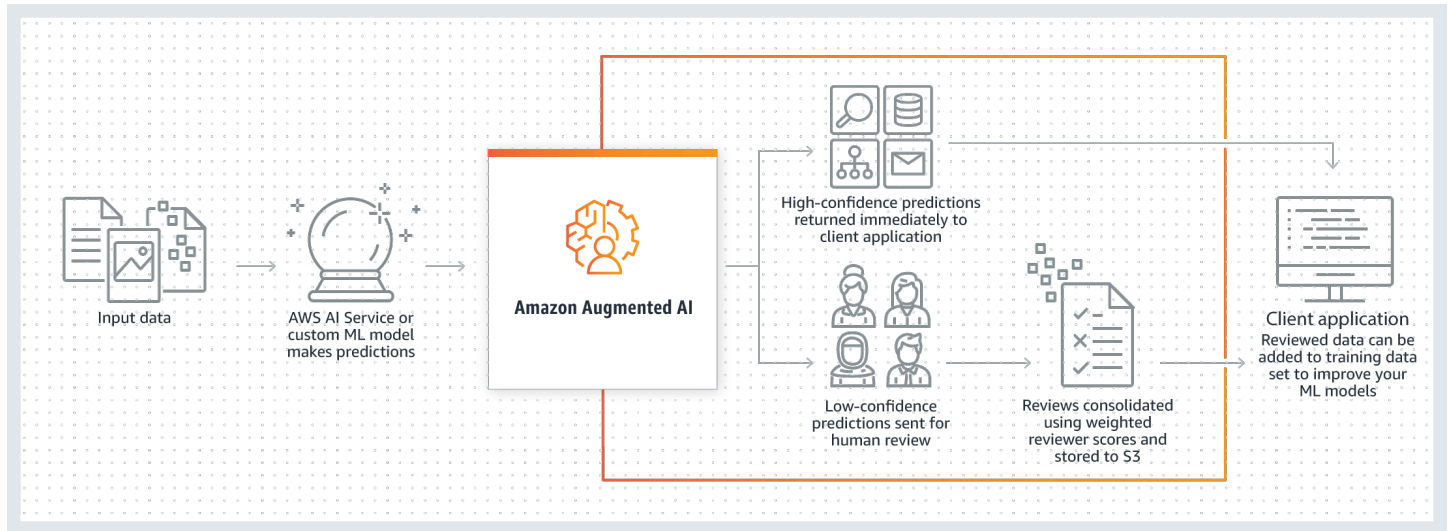 Input data
AWS AI Service or
custom ML model
makes predictions
Amazon Augmented AI
High-confidence predictions
returned immediately to
client application
Low-confidence
predictions sent for
human review
Reviews consolidated
using weighted
reviewer scores and
stored to S3
Client application
Reviewed data can be
added to training data
set to improve your
ML models